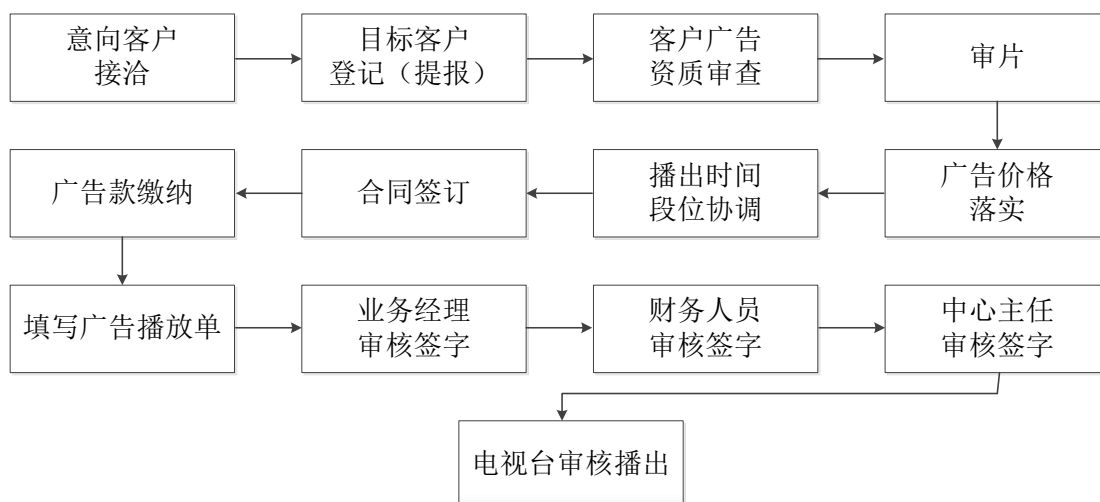 意向客户
接洽
目标客户
登记（提报）
客户广告
资质审查
审片
广告价格
落实
播出时间
段位协调
合同签订
广告款缴纳
填写广告播放单
业务经理
审核签字
财务人员
审核签字
中心主任
审核签字
电视台审核播出